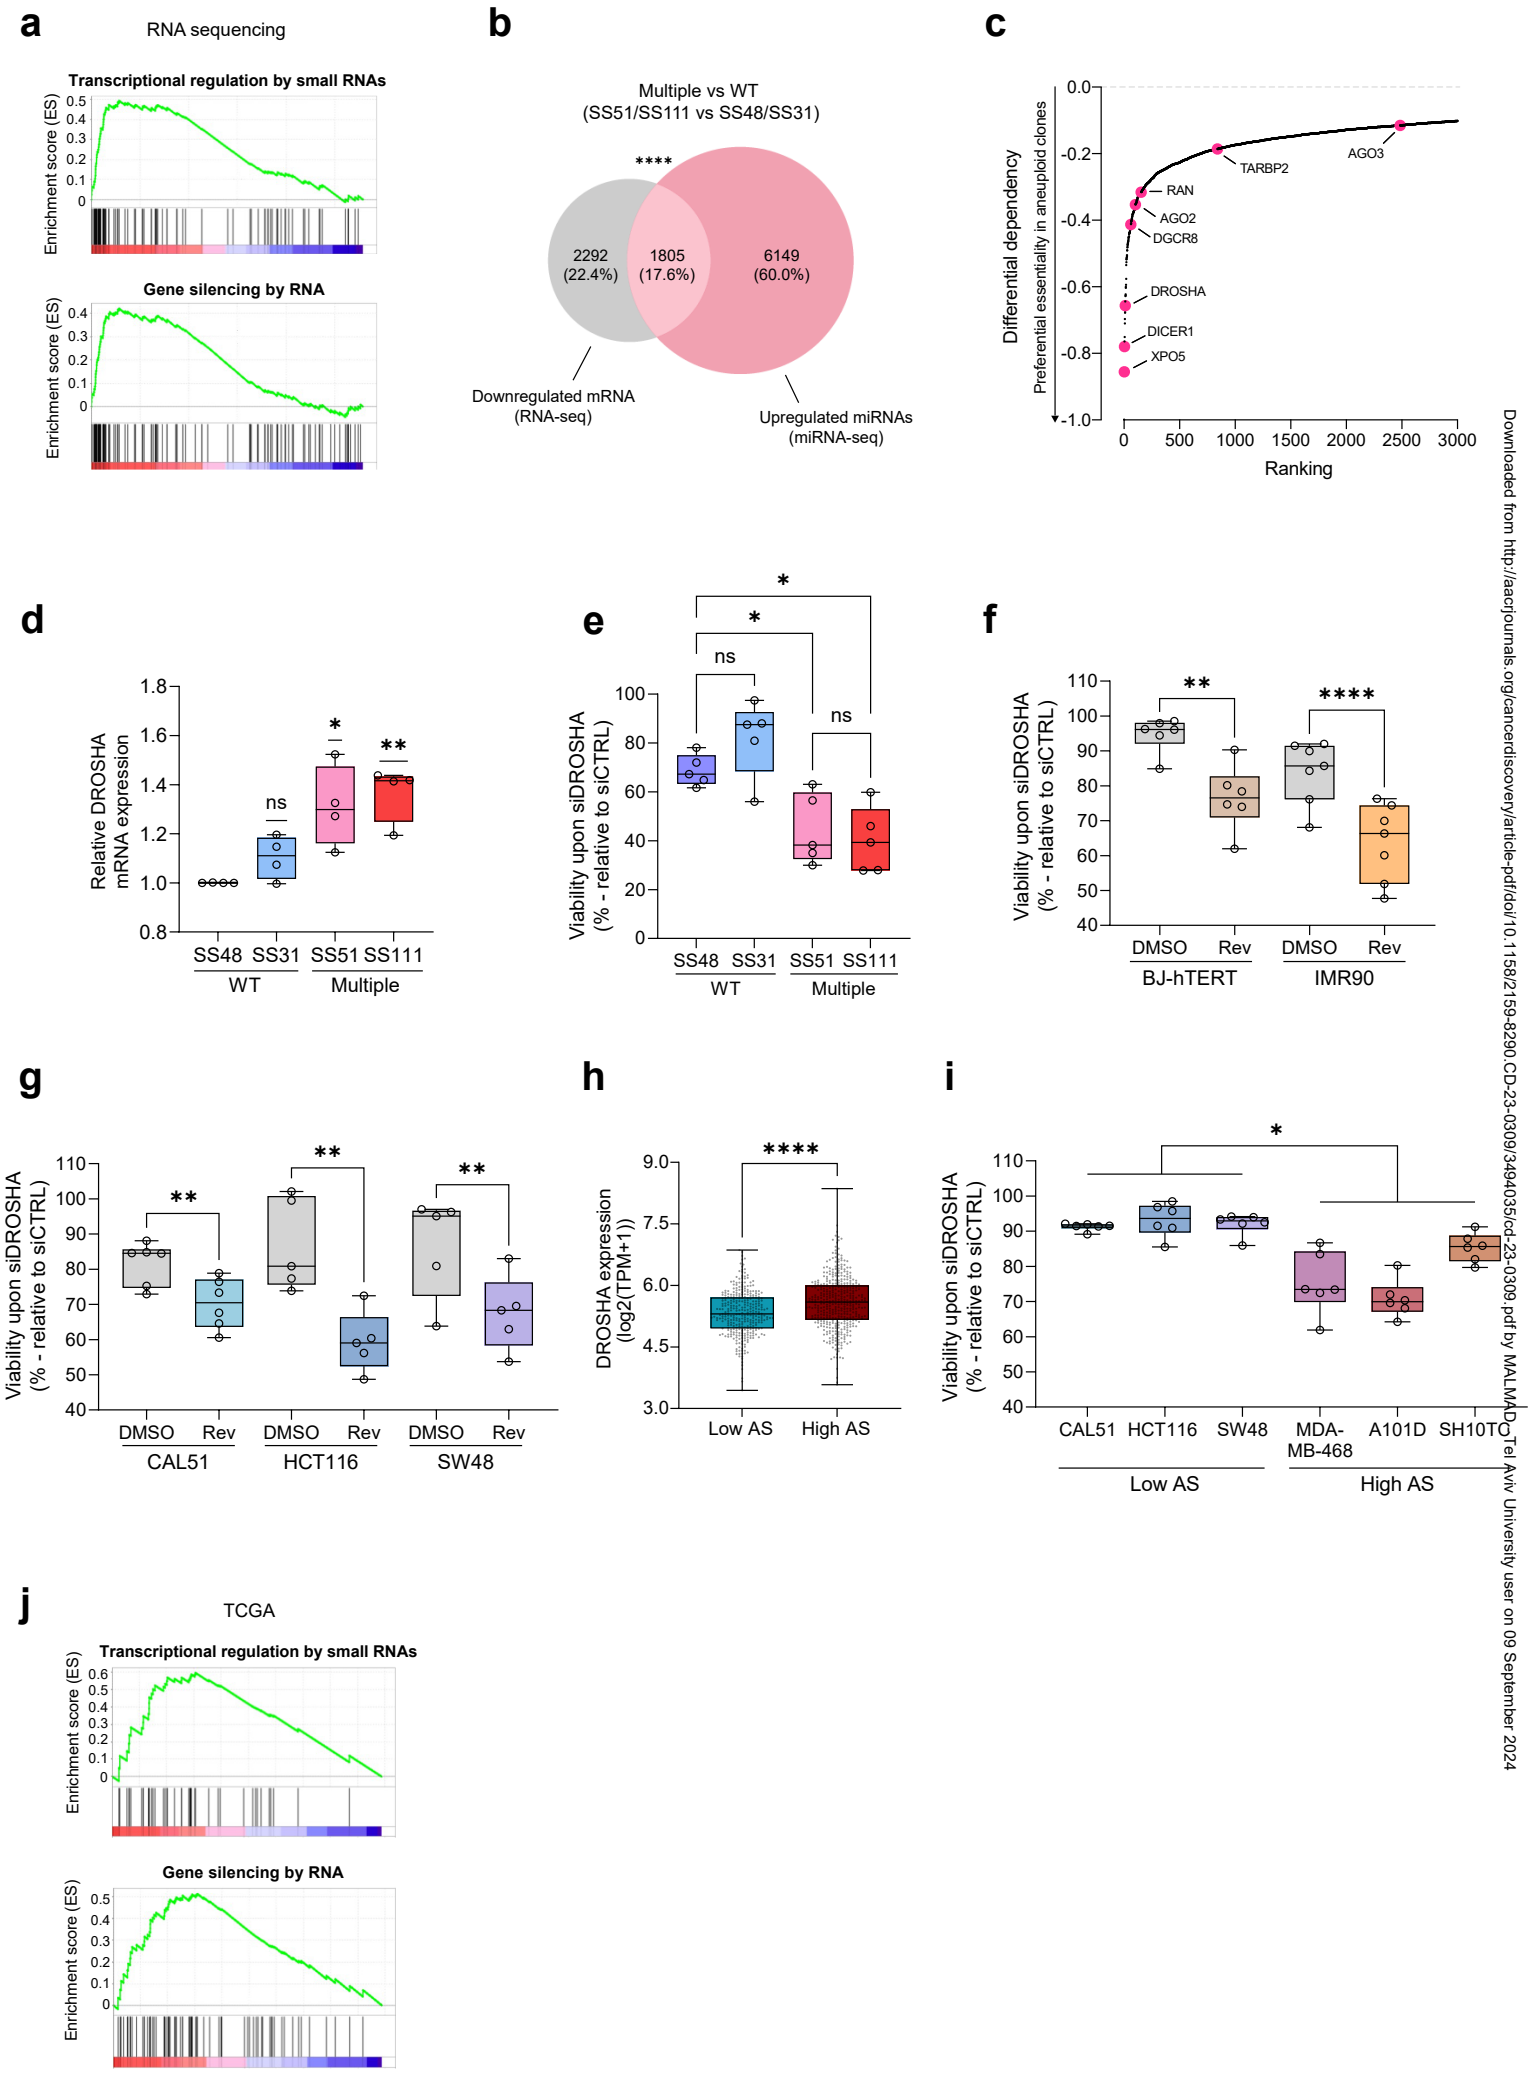 a
RNA sequencing
Transcriptional regulation by small RNAs
Enrichment score (ES)
0.5
0.4
0.3
0.2
0.1
0
Gene silencing by RNA
Enrichment score (ES)
0.4
0.3
0.2
0.1
0
b
Multiple vs WT
(SS51/SS111 vs SS48/SS31)
****
2292
(22.4%)
1805
(17.6%)
6149
(60.0%)
Downregulated mRNA
(RNA-seq)
Upregulated miRNAs
(miRNA-seq)
c
Differential dependency
Preferential essentiality in aneuploid clones
0.0
-0.2
-0.4
-0.6
-0.8
-1.0
AGO3
TARBP2
RAN
AGO2
DGCR8
DROSHA
DICER1
XPO5
0 500 1000 1500 2000 2500 3000
Ranking
d
Relative DROSHA
mRNA expression
1.8
1.6
1.4
1.2
1.0
0.8
ns
*
**
SS48 SS31 SS51 SS111
WT Multiple
e
Viability upon siDROSHA
(% - relative to siCTRL)
100
80
60
40
20
0
*
*
ns
ns
SS48 SS31 SS51 SS111
WT Multiple
f
Viability upon siDROSHA
(% - relative to siCTRL)
110
100
90
80
70
60
50
40
**
****
DMSO Rev DMSO Rev
BJ-hTERT IMR90
g
Viability upon siDROSHA
(% - relative to siCTRL)
110
100
90
80
70
60
50
40
**
**
**
DMSO Rev DMSO Rev DMSO Rev
CAL51 HCT116 SW48
h
DROSHA expression
(log2(TPM+1))
9.0
7.5
6.0
4.5
3.0
****
Low AS High AS
i
Viability upon siDROSHA
(% - relative to siCTRL)
110
100
90
80
70
60
50
40
*
CAL51 HCT116 SW48 MDA- A101D SH10TC
MB-468
Low AS High AS
j
TCGA
Transcriptional regulation by small RNAs
Enrichment score (ES)
0.6
0.5
0.4
0.3
0.2
0.1
0
Gene silencing by RNA
Enrichment score (ES)
0.5
0.4
0.3
0.2
0.1
0
Downloaded from http://aacrjournals.org/cancerdiscovery/article-pdf/doi/10.1158/2159-8290.CD-23-0309/3494035/cd-23-0309.pdf by MALMAD, Tel Aviv University user on 09 September 2024